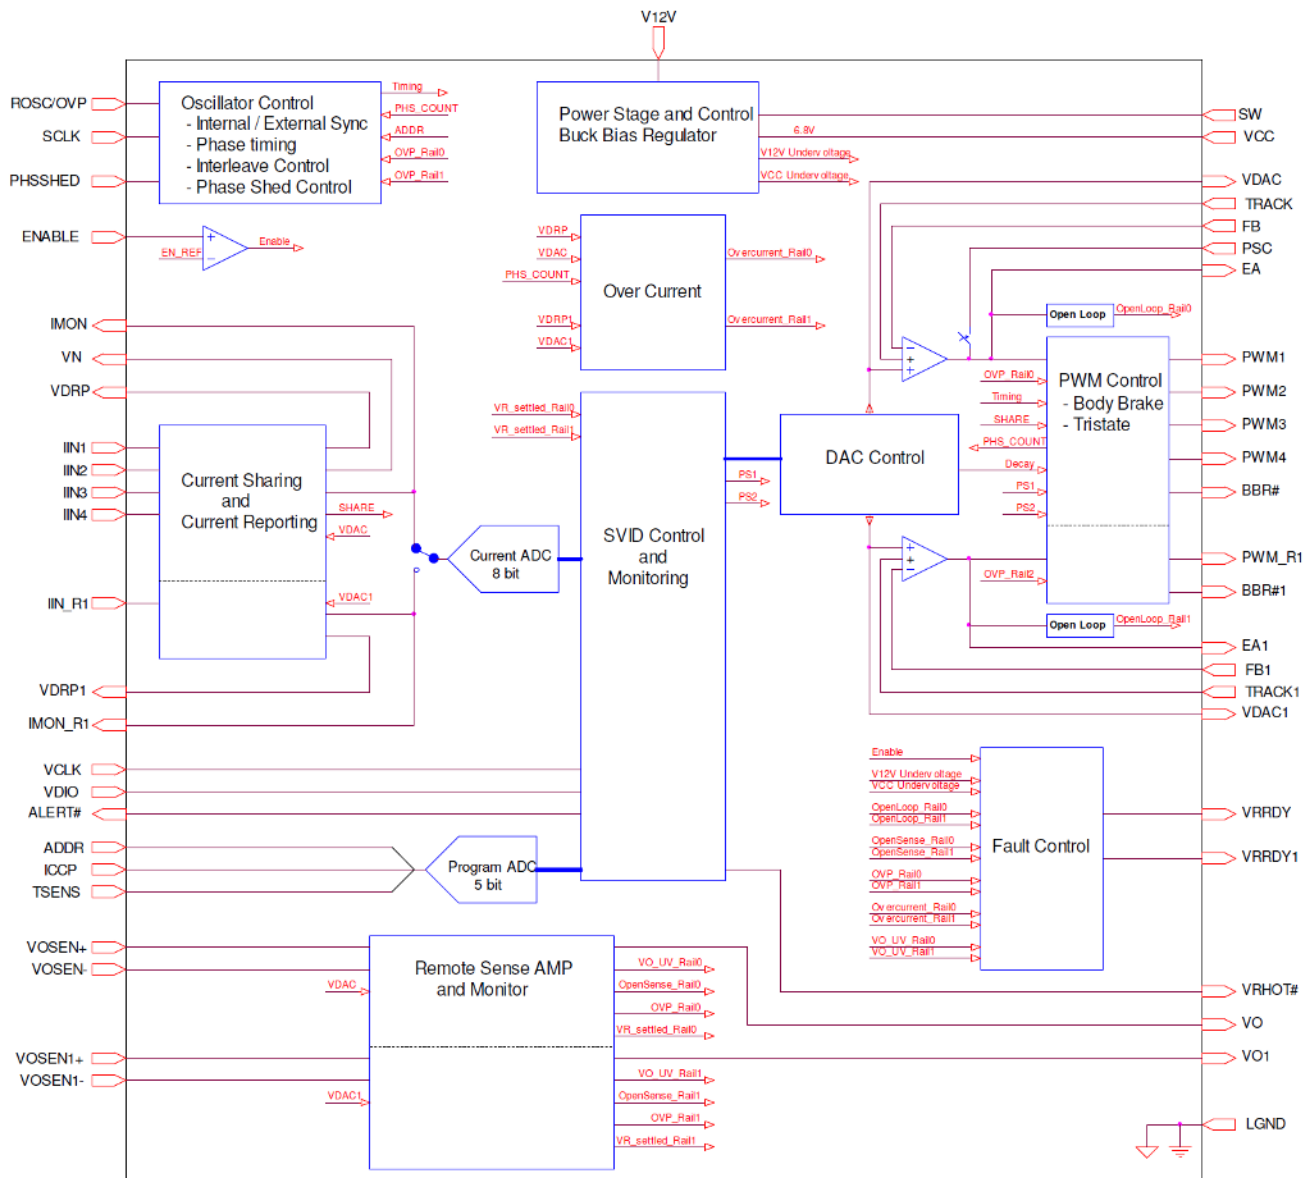 V12V
ROSC/OVP
SCLK
PHSSHED
ENABLE
Oscillator Control
- Internal / External Sync
- Phase timing
- Interleave Control
- Phase Shed Control
Timing
PHS_COUNT
ADDR
OVP_Rail0
OVP_Rail1
EN_REF
+
−
Enable
Power Stage and Control
Buck Bias Regulator
6.8V
V12V Undervoltage
VCC Undervoltage
SW
VCC
VDAC
TRACK
FB
PSC
EA
VDRP
VDAC
PHS_COUNT
VDRP1
VDAC1
Over Current
Overcurrent_Rail0
Overcurrent_Rail1
IMON
VN
VDRP
IIN1
IIN2
IIN3
IIN4
IIN_R1
VDRP1
IMON_R1
Current Sharing
and
Current Reporting
SHARE
VDAC
VDAC1
Current ADC
8 bit
VR_settled_Rail0
VR_settled_Rail1
SVID Control
and
Monitoring
PS1
PS2
DAC Control
−
+
+
+
+
−
Open Loop
OpenLoop_Rail0
OVP_Rail0
Timing
SHARE
PHS_COUNT
Decay
PS1
PS2
OVP_Rail2
PWM Control
- Body Brake
- Tristate
Open Loop
OpenLoop_Rail1
PWM1
PWM2
PWM3
PWM4
BBR#
PWM_R1
BBR#1
EA1
FB1
TRACK1
VDAC1
VCLK
VDIO
ALERT#
ADDR
ICCP
TSENS
Program ADC
5 bit
Enable
V12V Undervoltage
VCC Undervoltage
OpenLoop_Rail0
OpenLoop_Rail1
OpenSense_Rail0
OpenSense_Rail1
OVP_Rail0
OVP_Rail1
Overcurrent_Rail0
Overcurrent_Rail1
VO_UV_Rail0
VO_UV_Rail1
Fault Control
VRRDY
VRRDY1
VRHOT#
VO
VO1
LGND
VOSEN+
VOSEN-
VDAC
Remote Sense AMP
and Monitor
VO_UV_Rail0
OpenSense_Rail0
OVP_Rail0
VR_settled_Rail0
VOSEN1+
VOSEN1-
VDAC1
VO_UV_Rail1
OpenSense_Rail1
OVP_Rail1
VR_settled_Rail1